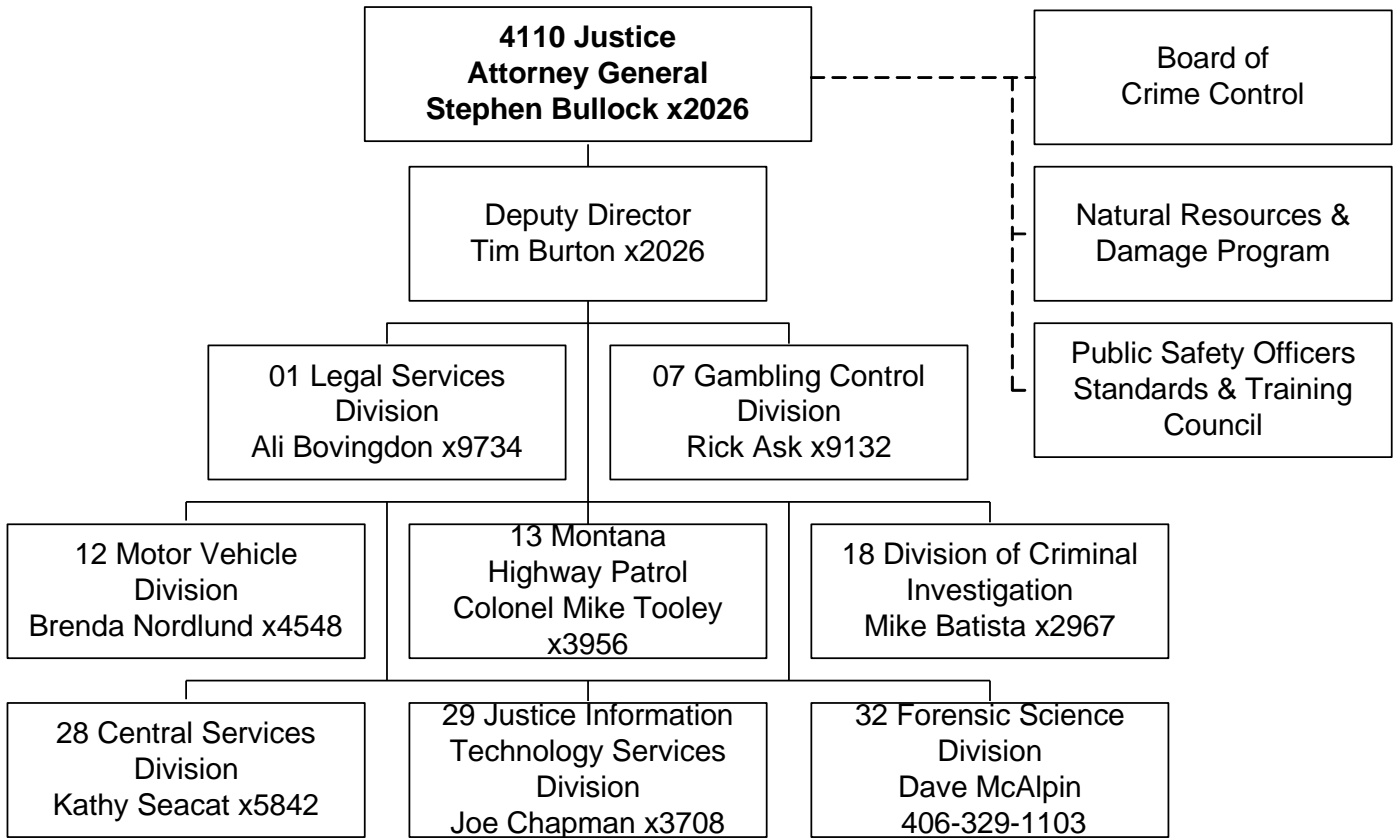 4110 Justice
Attorney General
Stephen Bullock x2026
Board of
Crime Control
Deputy Director
Tim Burton x2026
Natural Resources &
Damage Program
Public Safety Officers
Standards & Training
Council
01 Legal Services
Division
Ali Bovingdon x9734
07 Gambling Control
Division
Rick Ask x9132
12 Motor Vehicle
Division
Brenda Nordlund x4548
13 Montana
Highway Patrol
Colonel Mike Tooley
x3956
18 Division of Criminal
Investigation
Mike Batista x2967
28 Central Services
Division
Kathy Seacat x5842
29 Justice Information
Technology Services
Division
Joe Chapman x3708
32 Forensic Science
Division
Dave McAlpin
406-329-1103